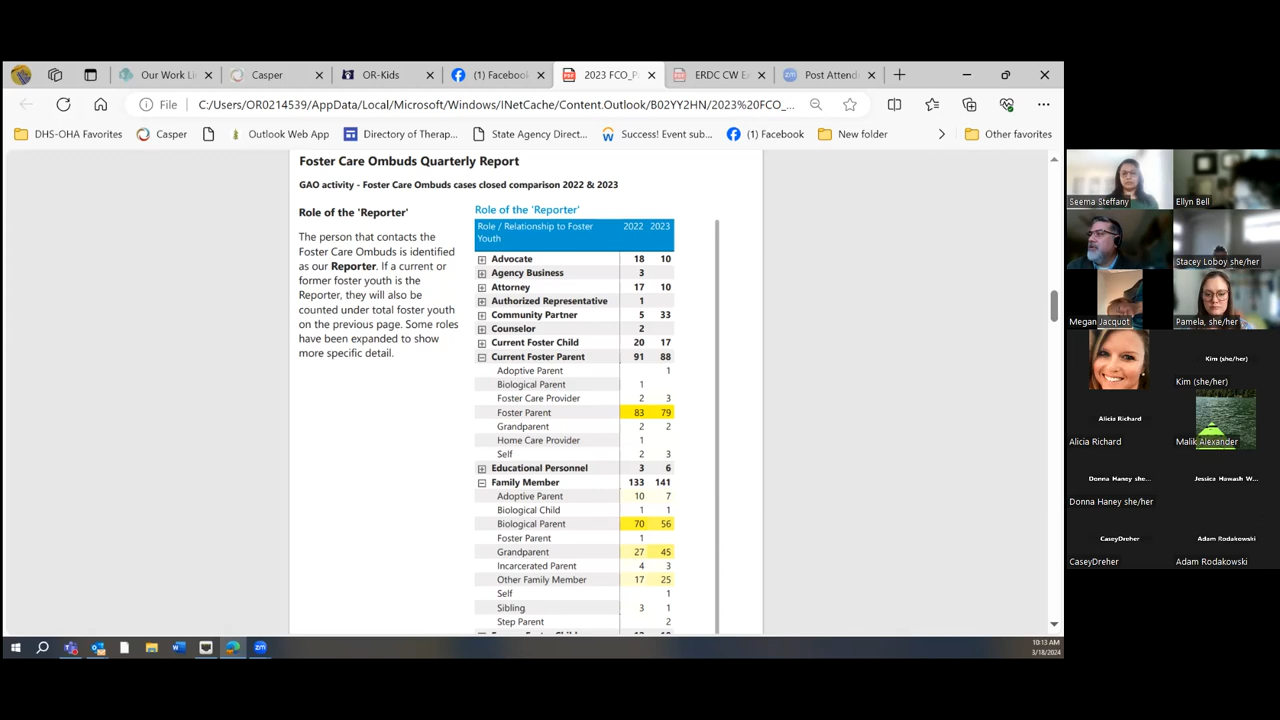 Our Work Li
Casper
OR-Kids
(1) Facebook
2023 FCO_P
ERDC CW E
Post Attend
File
C:/Users/OR0214539/AppData/Local/Microsoft/Windows/INetCache/Content.Outlook/B02YY2HN/2023%20FCO_...
DHS-OHA Favorites
Casper
Outlook Web App
Directory of Therap...
State Agency Direct...
Success! Event sub...
(1) Facebook
New folder
Other favorites
Foster Care Ombuds Quarterly Report
GAO activity - Foster Care Ombuds cases closed comparison 2022 & 2023
Role of the 'Reporter'
The person that contacts the
Foster Care Ombuds is identified
as our Reporter. If a current or
former foster youth is the
Reporter, they will also be
counted under total foster youth
on the previous page. Some roles
have been expanded to show
more specific detail.
Role of the 'Reporter'
Role / Relationship to Foster Youth 2022 2023
Advocate 18 10
Agency Business 3
Attorney 17 10
Authorized Representative 1
Community Partner 5 33
Counselor 2
Current Foster Child 20 17
Current Foster Parent 91 88
Adoptive Parent 1
Biological Parent 1
Foster Care Provider 2 3
Foster Parent 83 79
Grandparent 2 2
Home Care Provider 1
Self 2 3
Educational Personnel 3 6
Family Member 133 141
Adoptive Parent 10 7
Biological Child 1 1
Biological Parent 70 56
Foster Parent 1
Grandparent 27 45
Incarcerated Parent 4 3
Other Family Member 17 25
Self 1
Sibling 3 1
Step Parent 2
10:13 AM
3/18/2024
Seema Steffany
Ellyn Bell
Stacey Loboy she/her
Megan Jacquot
Pamela, she/her
Kim (she/her)
Kim (she/her)
Alicia Richard
Alicia Richard
Malik Alexander
Donna Haney she...
Donna Haney she/her
Jessica Hawash W...
CaseyDreher
CaseyDreher
Adam Rodakowski
Adam Rodakowski